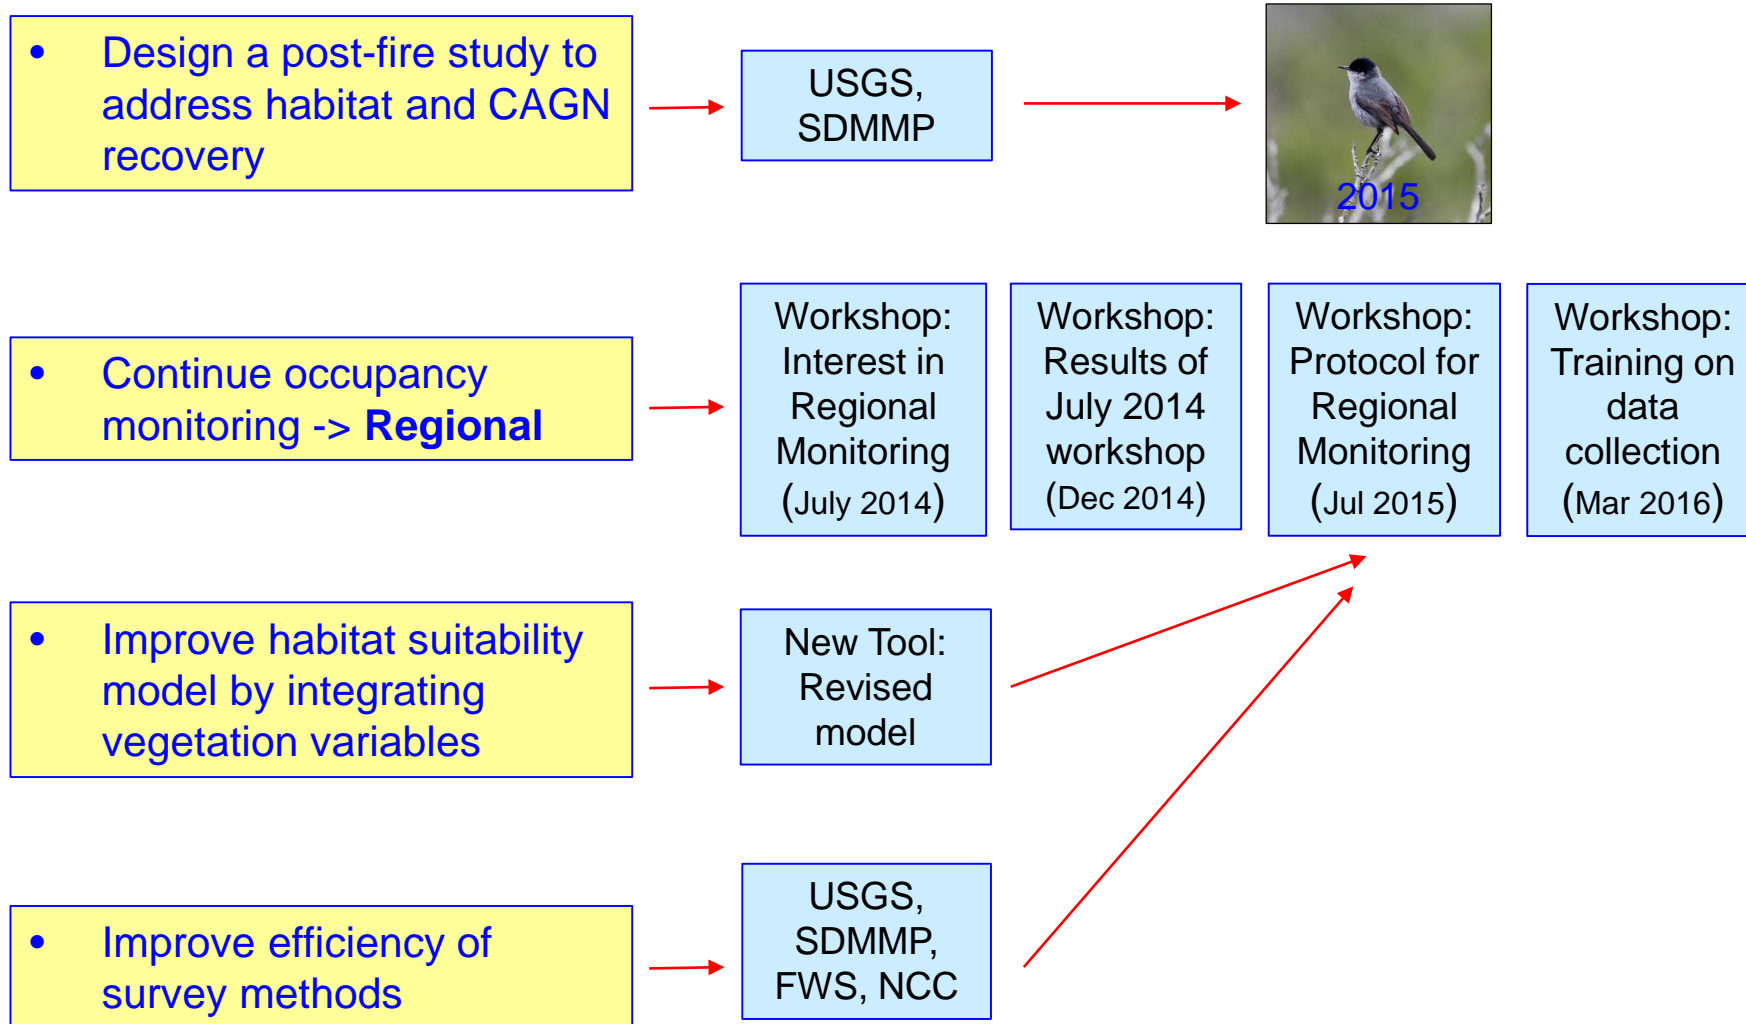 • Design a post-fire study to
address habitat and CAGN
recovery
USGS,
SDMMP
2015
• Continue occupancy
monitoring -> Regional
Workshop:
Interest in
Regional
Monitoring
(July 2014)
Workshop:
Results of
July 2014
workshop
(Dec 2014)
Workshop:
Protocol for
Regional
Monitoring
(Jul 2015)
Workshop:
Training on
data
collection
(Mar 2016)
• Improve habitat suitability
model by integrating
vegetation variables
New Tool:
Revised
model
• Improve efficiency of
survey methods
USGS,
SDMMP,
FWS, NCC